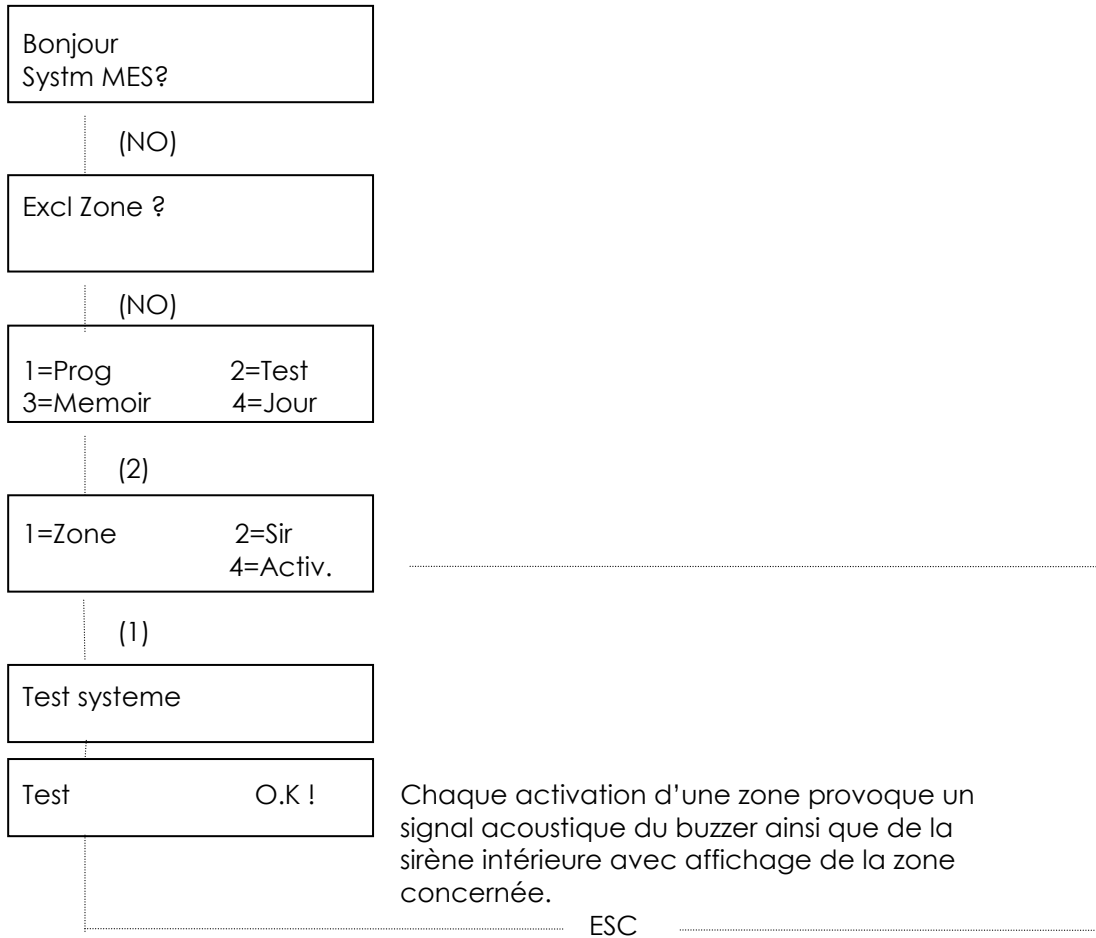 Bonjour
Systm MES?
(NO)
Excl Zone ?
(NO)
1=Prog 2=Test
3=Memoir 4=Jour
(2)
1=Zone 2=Sir
4=Activ.
(1)
Test systeme
Test O.K !
Chaque activation d’une zone provoque un
signal acoustique du buzzer ainsi que de la
sirène intérieure avec affichage de la zone
concernée.
ESC